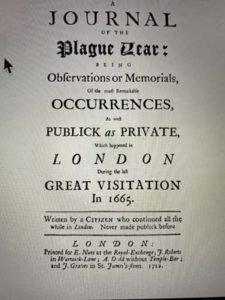 A
JOURNAL
OF THE
Plague Year:
BEING
Observations or Memorials,
Of the most Remarkable
OCCURRENCES,
As well
PUBLICK as PRIVATE,
Which happened in
LONDON
During the last
GREAT VISITATION
In 1665.
Written by a CITIZEN who continued all the
while in London. Never made publick before
LONDON:
Printed for E. Nutt at the Royal-Exchange; J. Roberts
in Warwick-Lane; A. Dodd without Temple-Bar;
and J. Graves in St. James's-street. 1722.